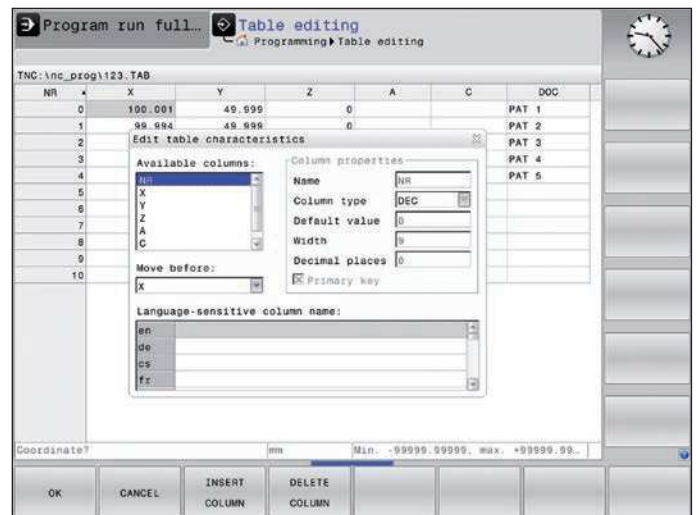 Program run full… Table editing
Programming Table editing
TNC:\nc_prog\123.TAB
NR X Y Z A C DOC
0 100.001 49.999 0 PAT 1
1 99.994 49.999 0 PAT 2
2 PAT 3
3 PAT 4
4 PAT 5
5
6
7
8
9
10
Edit table characteristics
Available columns:
NR
X
Y
Z
A
C
Move before:
X
Column properties
Name NR
Column type DEC
Default value 0
Width 9
Decimal places 0
Primary key
Language-sensitive column name:
en
de
cs
fr
Coordinate? mm Min. -99999.99999, max. +99999.99…
OK CANCEL INSERT COLUMN DELETE COLUMN